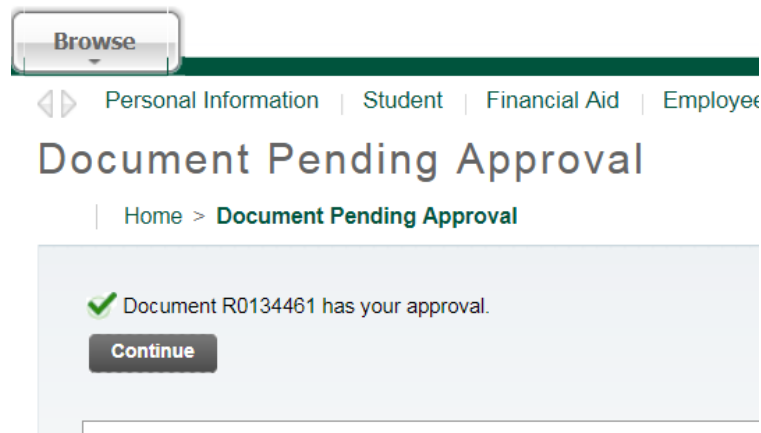 Browse
Personal Information | Student | Financial Aid | Employee
Document Pending Approval
Home > Document Pending Approval
Document R0134461 has your approval.
Continue